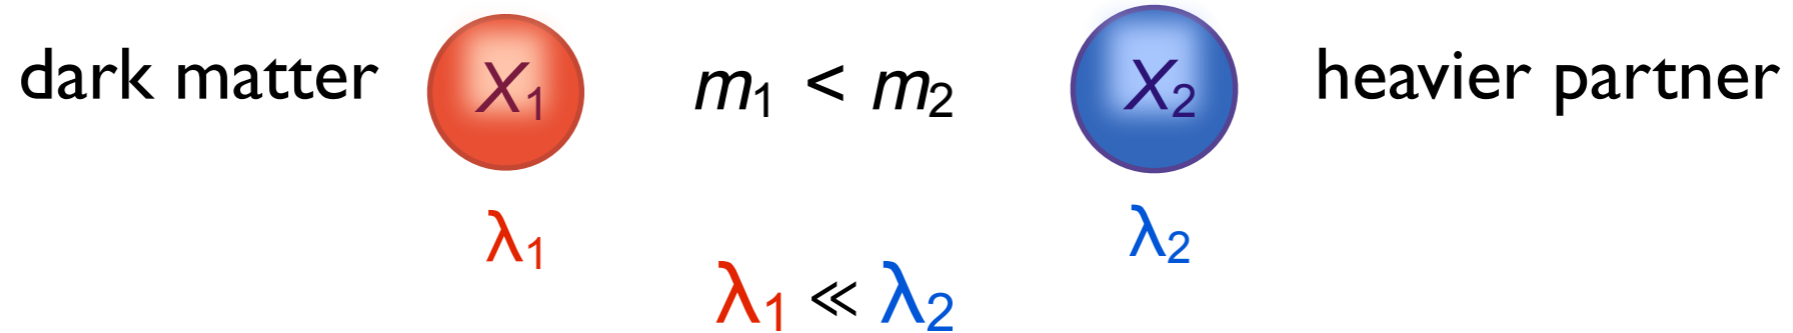 dark matter X₁ m₁ < m₂ X₂ heavier partner
λ₁ λ₂
λ₁ ≪ λ₂